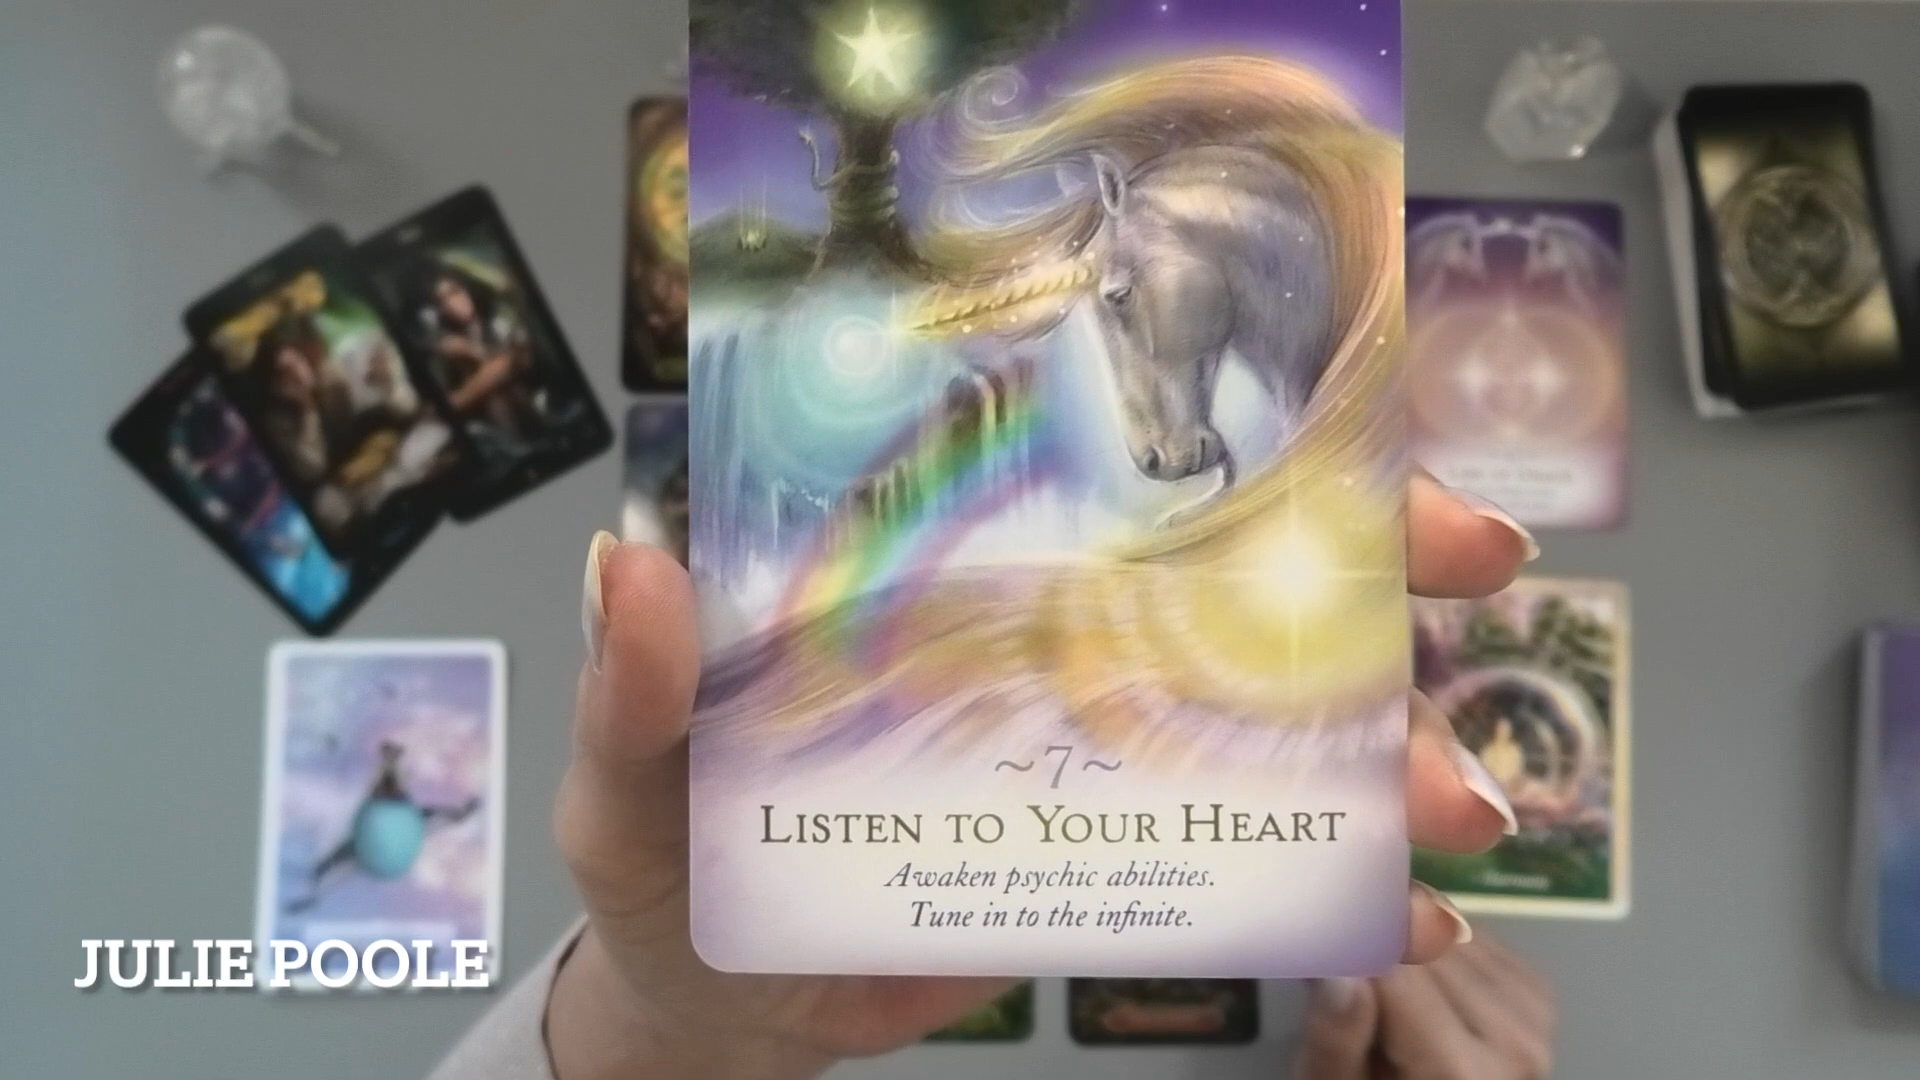 ~7~
LISTEN TO YOUR HEART
Awaken psychic abilities.
Tune in to the infinite.
JULIE POOLE